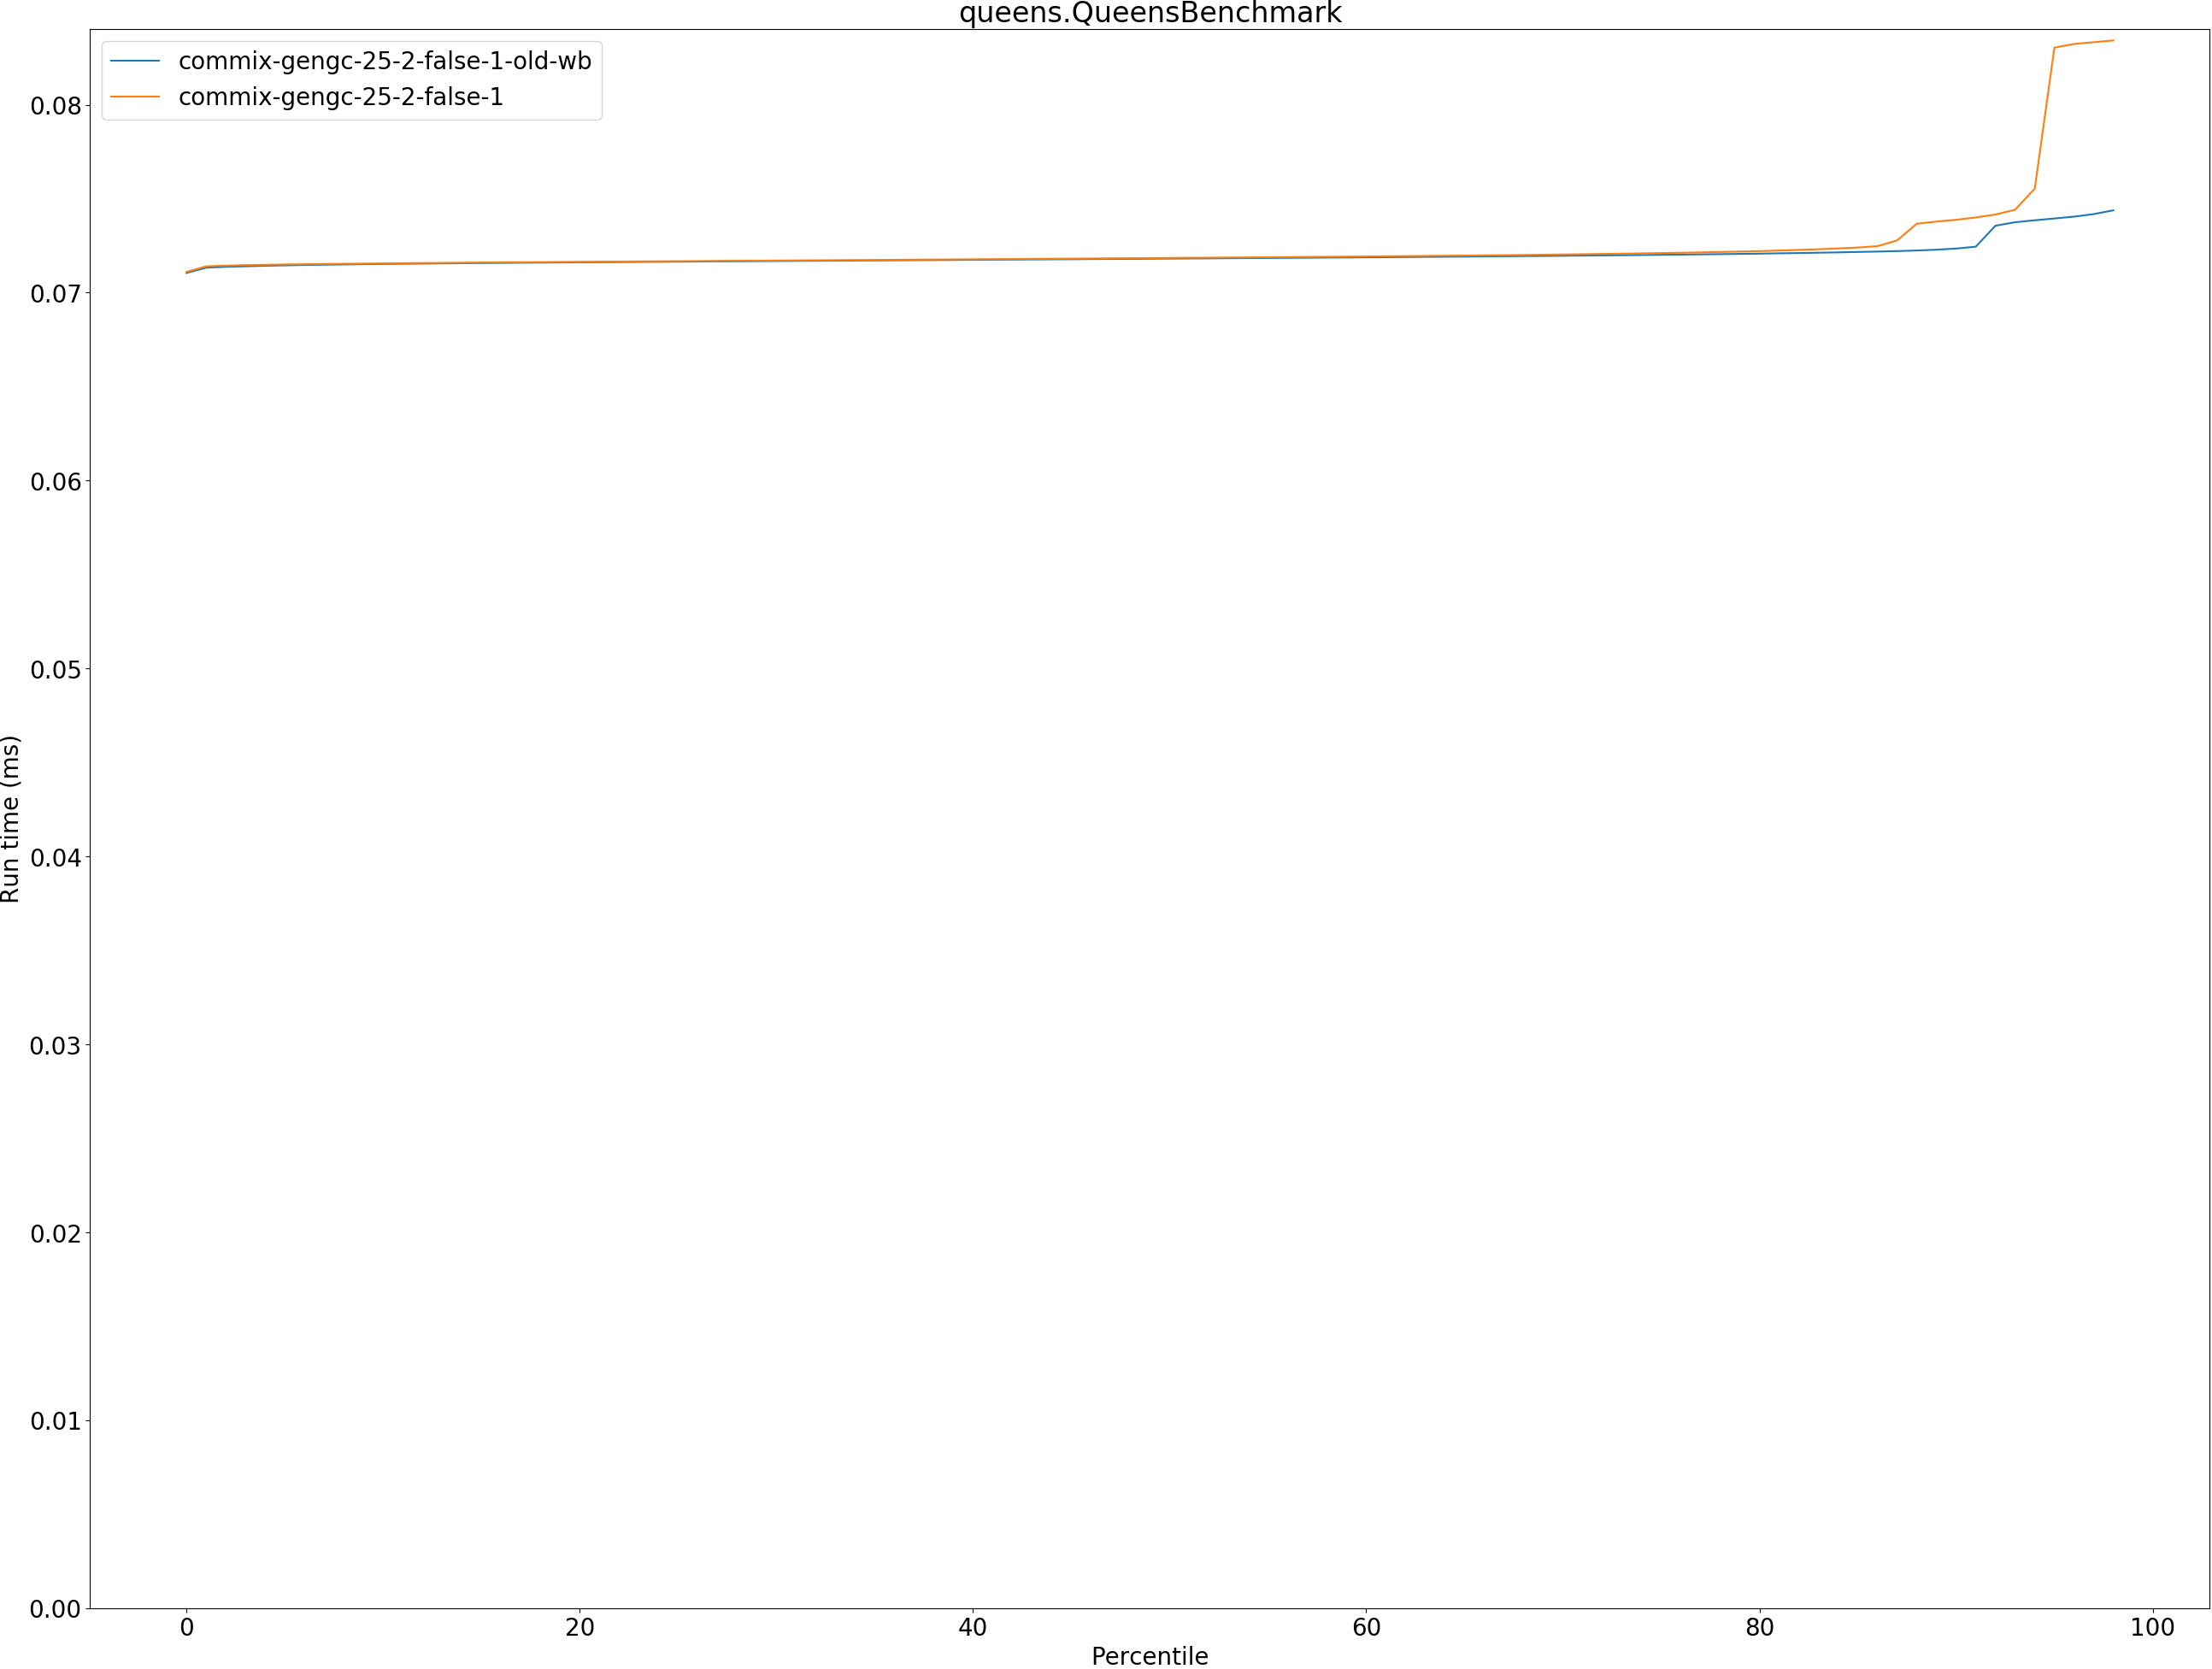 queens.QueensBenchmark
commix-gengc-25-2-false-1-old-wb
commix-gengc-25-2-false-1
0.08
0.07
0.06
0.05
0.04
0.03
0.02
0.01
0.00
Run time (ms)
0 20 40 60 80 100
Percentile